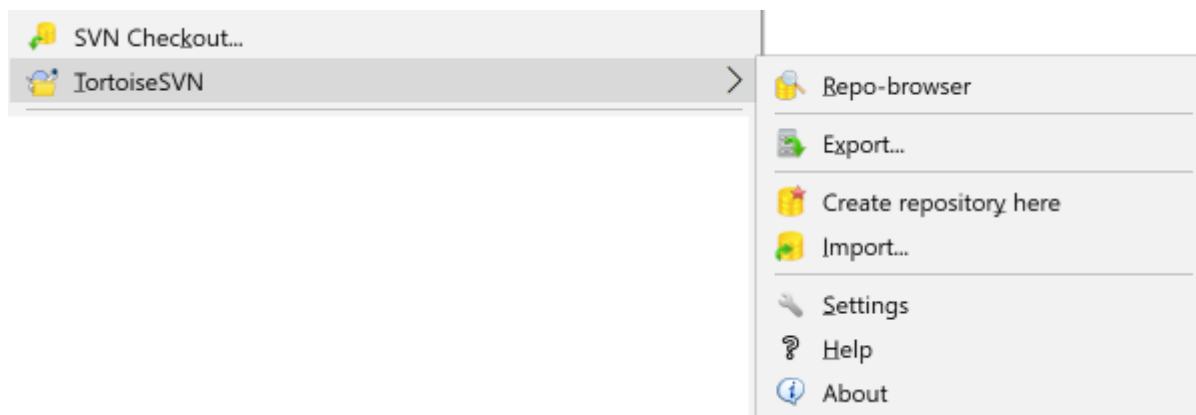 SVN Checkout...
TortoiseSVN
Repo-browser
Export...
Create repository here
Import...
Settings
Help
About